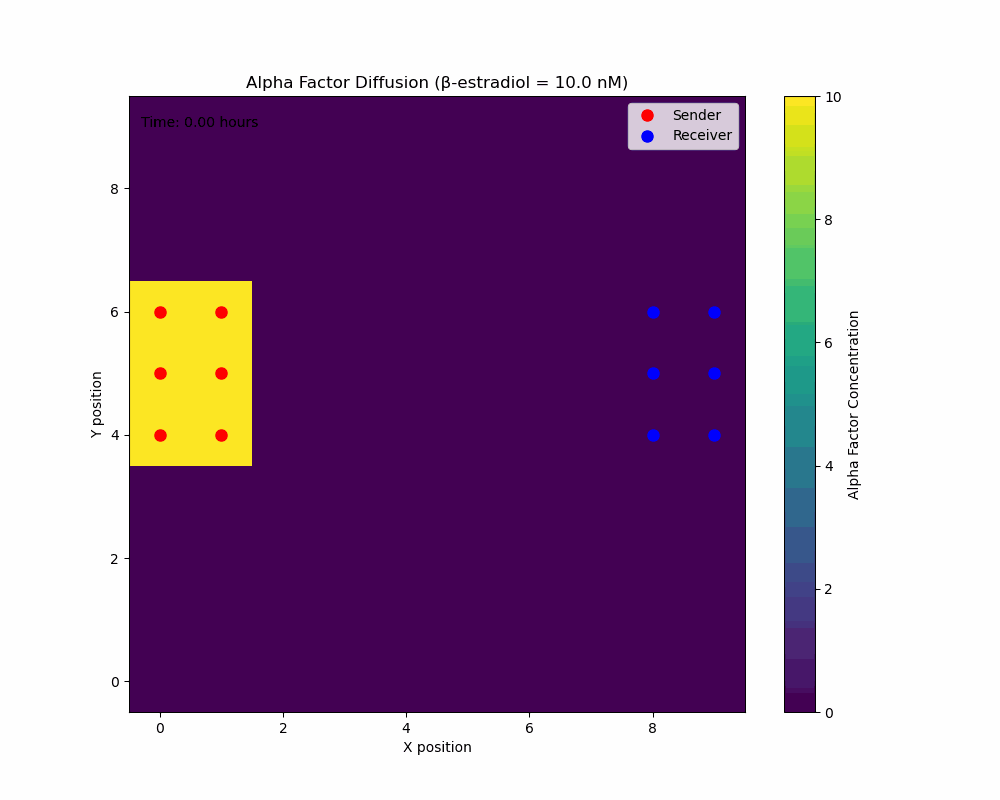 Alpha Factor Diffusion (β-estradiol = 10.0 nM)
Time: 0.00 hours
Sender
Receiver
8
6
4
2
0
Y position
0
2
4
6
8
X position
10
8
6
4
2
0
Alpha Factor Concentration